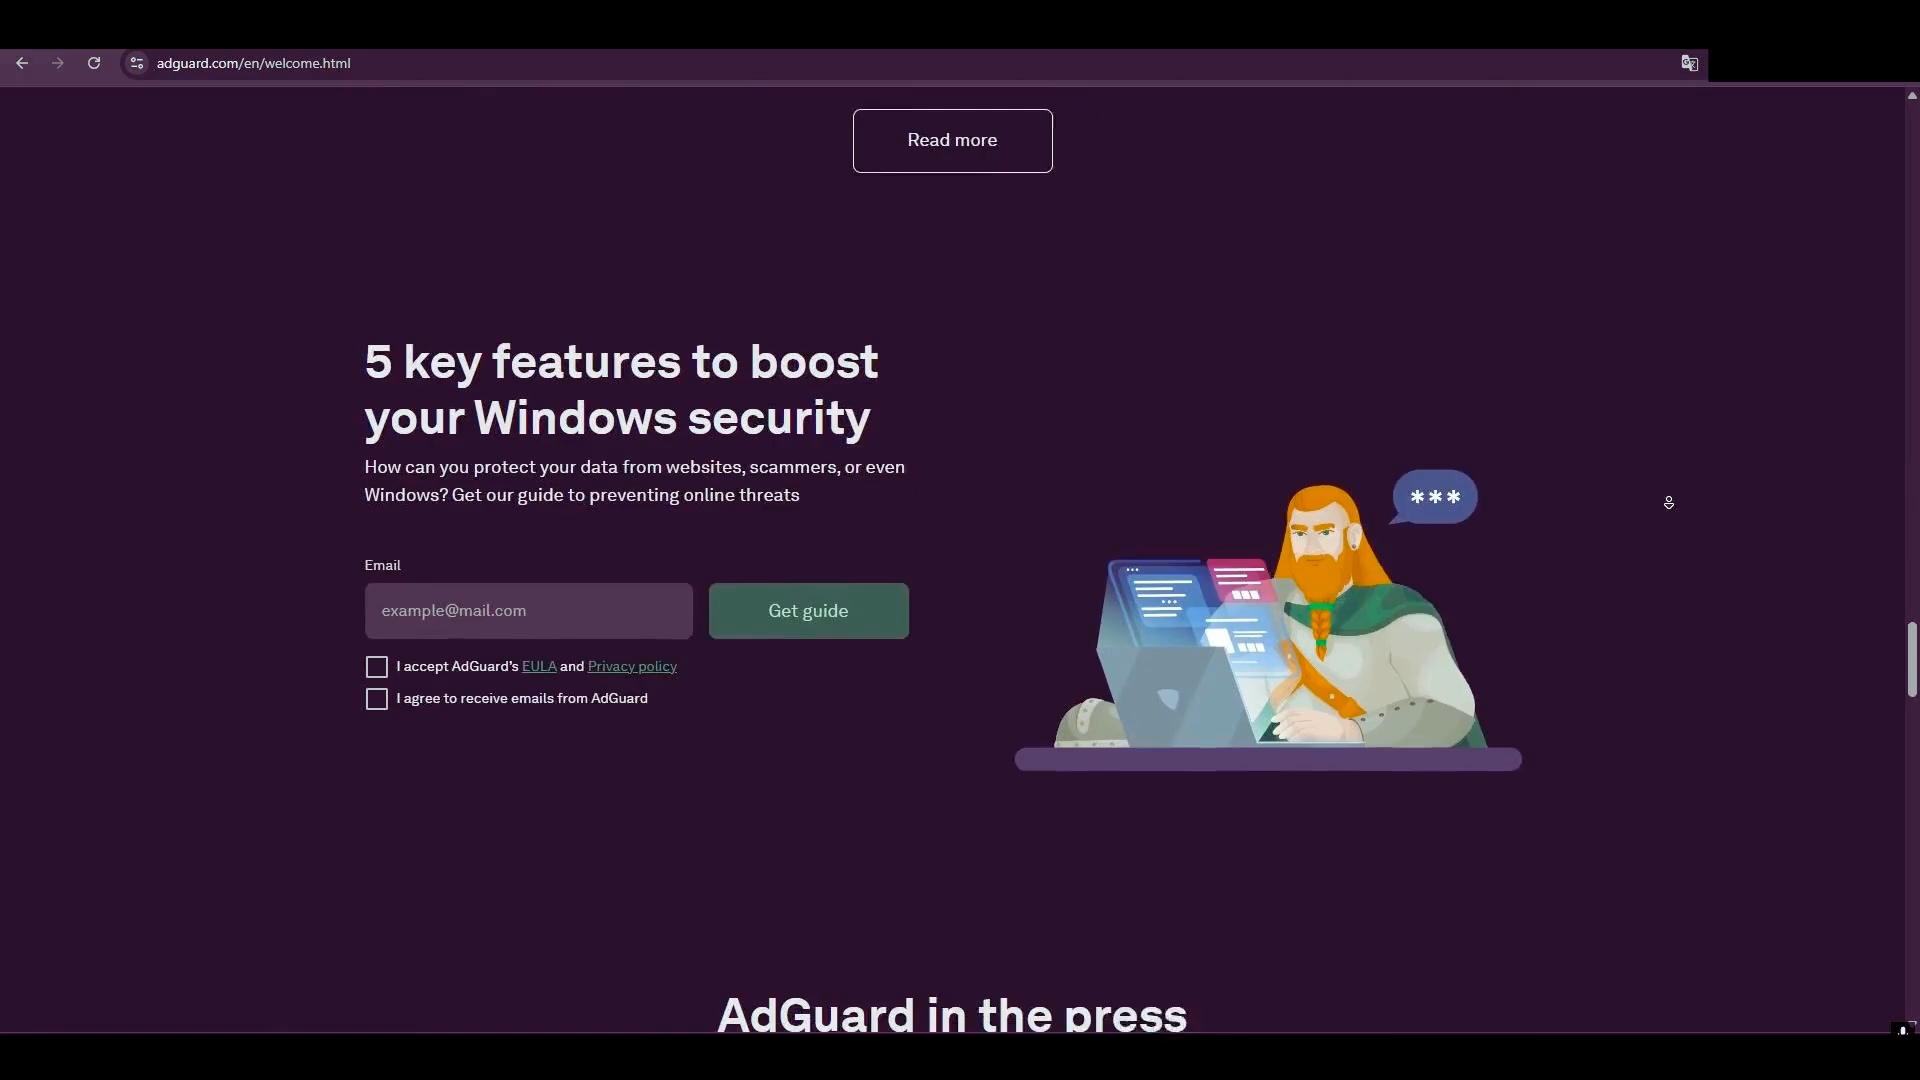 adguard.com/en/welcome.html
Read more
5 key features to boost
your Windows security
How can you protect your data from websites, scammers, or even
Windows? Get our guide to preventing online threats
***
Email
example@mail.com
Get guide
I accept AdGuard's EULA and Privacy policy
I agree to receive emails from AdGuard
AdGuard in the press